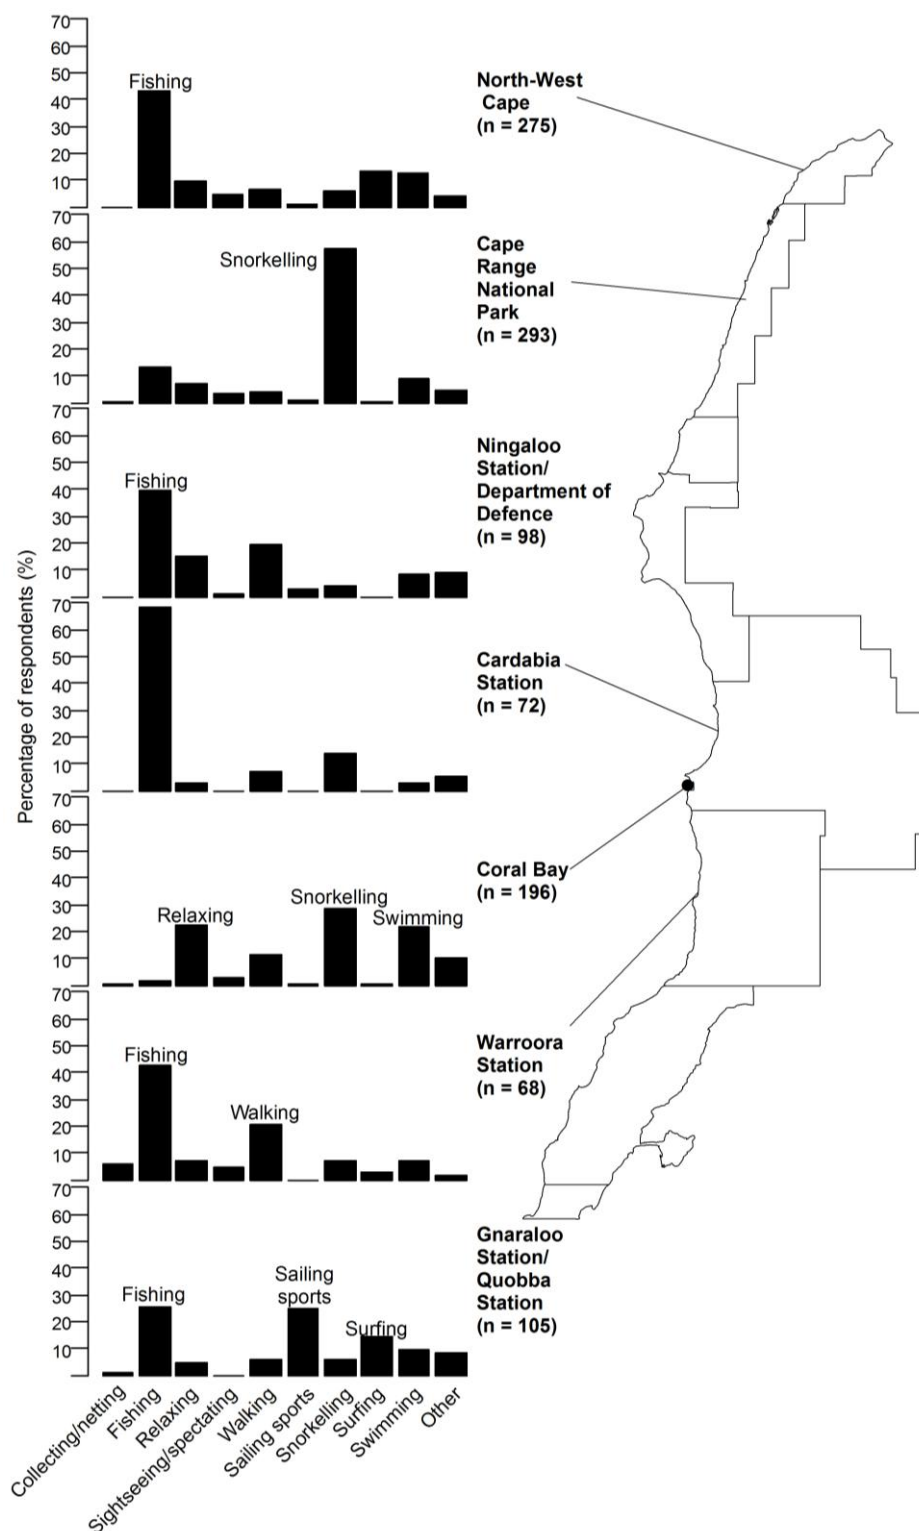 Percentage of respondents (%)
70
60
50
40
30
20
10
Fishing
North-West
Cape
(n = 275)
70
60
50
40
30
20
10
Snorkelling
Cape
Range
National
Park
(n = 293)
70
60
50
40
30
20
10
Fishing
Ningaloo
Station/
Department of
Defence
(n = 98)
70
60
50
40
30
20
10
Cardabia
Station
(n = 72)
70
60
50
40
30
20
10
Relaxing
Snorkelling
Swimming
Coral Bay
(n = 196)
70
60
50
40
30
20
10
Fishing
Walking
Warroora
Station
(n = 68)
70
60
50
40
30
20
10
Fishing
Sailing
sports
Surfing
Gnaraloo
Station/
Quobba
Station
(n = 105)
Collecting/netting
Fishing
Relaxing
Sightseeing/spectating
Walking
Sailing sports
Snorkelling
Surfing
Swimming
Other